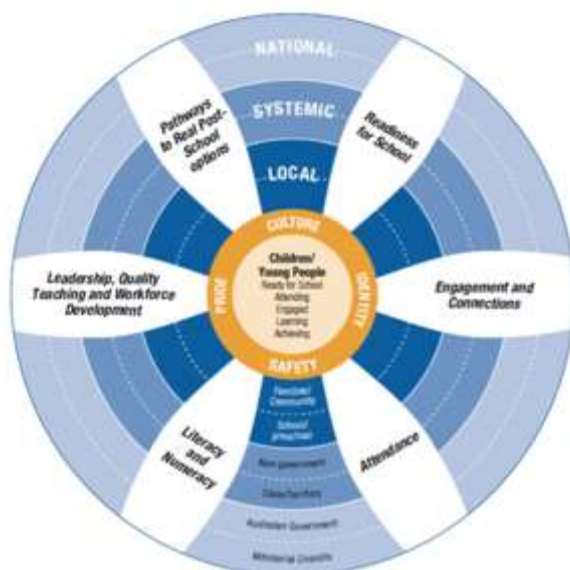 NATIONAL
SYSTEMIC
LOCAL
Pathways
to Real Post-
School
options
Readiness
for School
CULTURE
PRIDE
IDENTITY
SAFETY
Children/
Young People
Ready for School
Attending
Engaged
Learning
Achieving
Leadership, Quality
Teaching and Workforce
Development
Engagement and
Connections
Literacy
and
Numeracy
Attendance
Families/
Community
School/
preschool
Non-government
State/Territory
Australian Government
Ministerial Councils